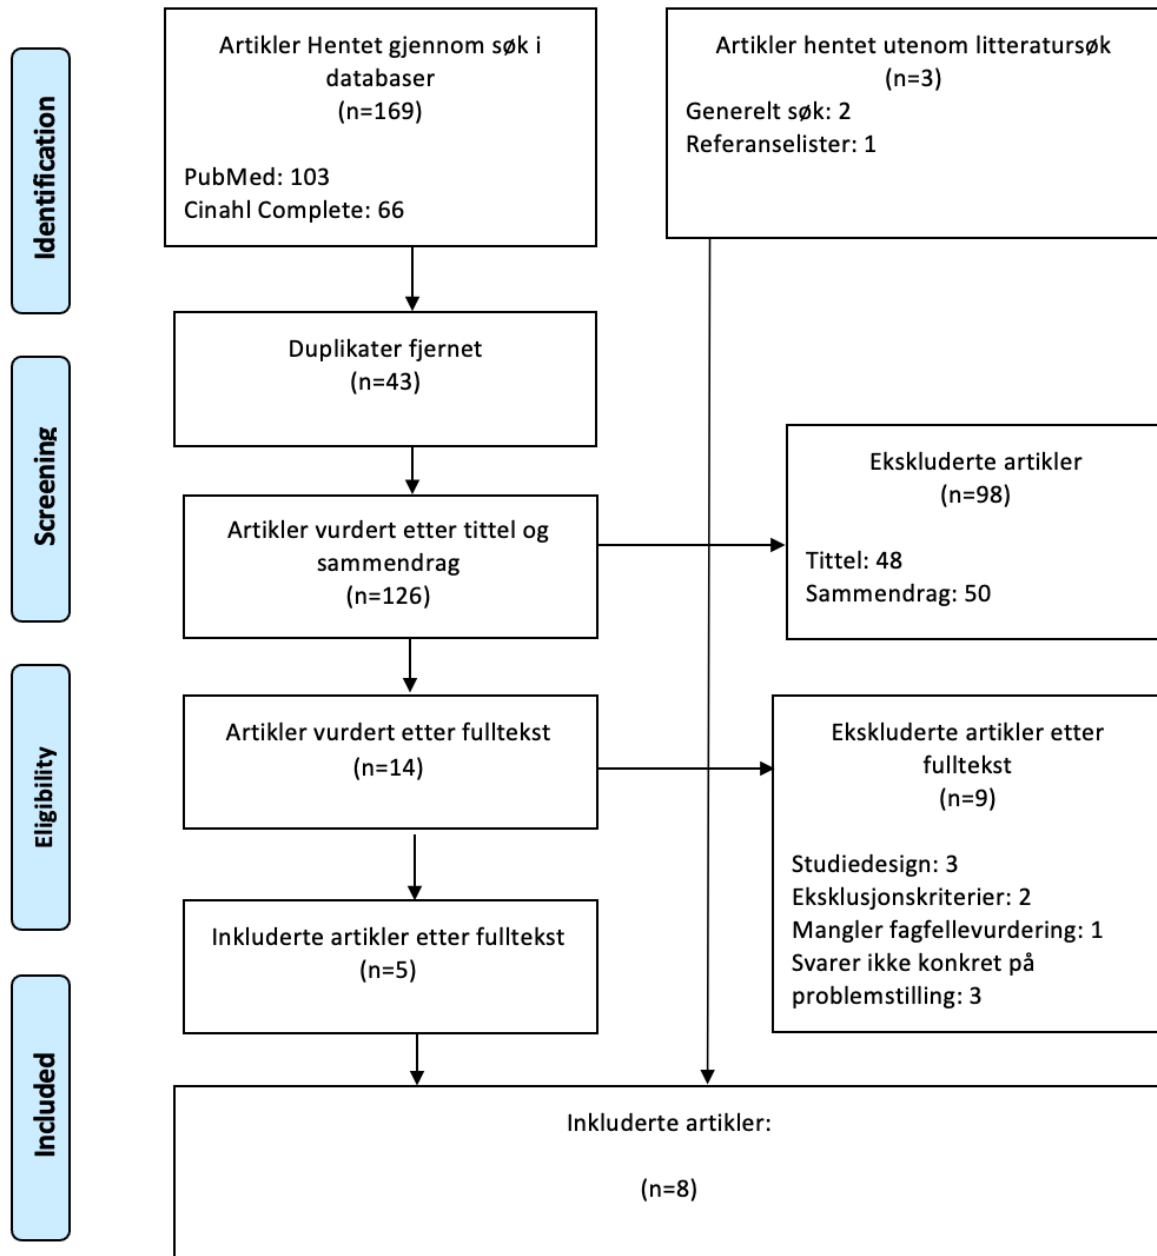 Identification
Artikler Hentet gjennom søk i
databaser
(n=169)
PubMed: 103
Cinahl Complete: 66
Artikler hentet utenom litteratursøk
(n=3)
Generelt søk: 2
Referanselister: 1
Duplikater fjernet
(n=43)
Screening
Artikler vurdert etter tittel og
sammendrag
(n=126)
Ekskluderte artikler
(n=98)
Tittel: 48
Sammendrag: 50
Eligibility
Artikler vurdert etter fulltekst
(n=14)
Ekskluderte artikler etter
fulltekst
(n=9)
Studiedesign: 3
Eksklusjonskriterier: 2
Mangler fagfellevurdering: 1
Svarer ikke konkret på
problemstilling: 3
Inkluderte artikler etter fulltekst
(n=5)
Included
Inkluderte artikler:
(n=8)